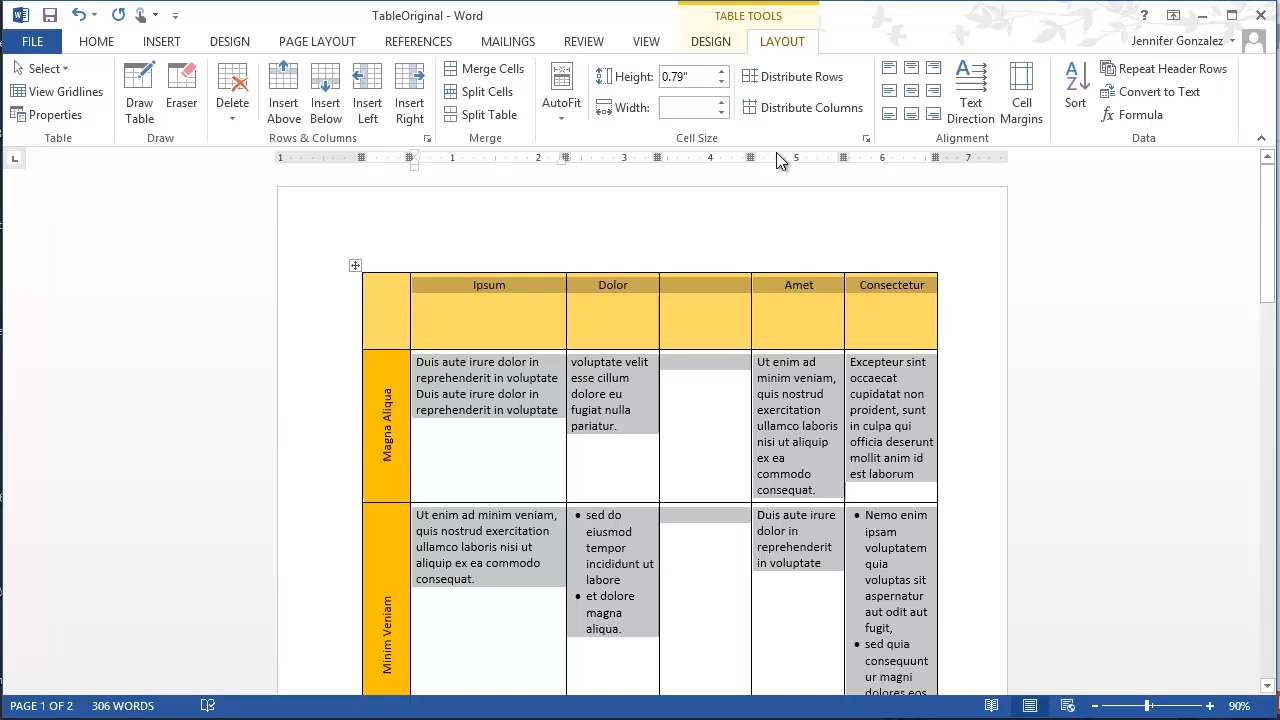 TableOriginal - Word
TABLE TOOLS
FILE HOME INSERT DESIGN PAGE LAYOUT REFERENCES MAILINGS REVIEW VIEW DESIGN LAYOUT Jennifer Gonzalez
Select
View Gridlines
Properties
Table
Draw
Table
Eraser
Draw
Delete
Insert
Above
Insert
Below
Insert
Left
Insert
Right
Rows & Columns
Merge Cells
Split Cells
Split Table
Merge
AutoFit
Height: 0.79"
Width:
Distribute Rows
Distribute Columns
Cell Size
Text
Direction
Cell
Margins
Alignment
Sort
Repeat Header Rows
Convert to Text
Formula
Data
1 1 2 3 4 5 6 7
Ipsum Dolor Amet Consectetur
Magna Aliqua
Duis aute irure dolor in
reprehenderit in voluptate
Duis aute irure dolor in
reprehenderit in voluptate
voluptate velit
esse cillum
dolore eu
fugiat nulla
pariatur.
Ut enim ad
minim veniam,
quis nostrud
exercitation
ullamco laboris
nisi ut aliquip
ex ea
commodo
consequat.
Excepteur sint
occaecat
cupidatat non
proident, sunt
in culpa qui
officia deserunt
mollit anim id
est laborum
Minim Veniam
Ut enim ad minim veniam,
quis nostrud exercitation
ullamco laboris nisi ut
aliquip ex ea commodo
consequat.
• sed do
eiusmod
tempor
incididunt ut
labore
• et dolore
magna
aliqua.
Duis aute irure
dolor in
reprehenderit
in voluptate
• Nemo enim
ipsam
voluptatem
quia
voluptas sit
aspernatur
aut odit aut
fugit,
• sed quia
consequunt
ur magni
dolores eos
PAGE 1 OF 2 306 WORDS 90%